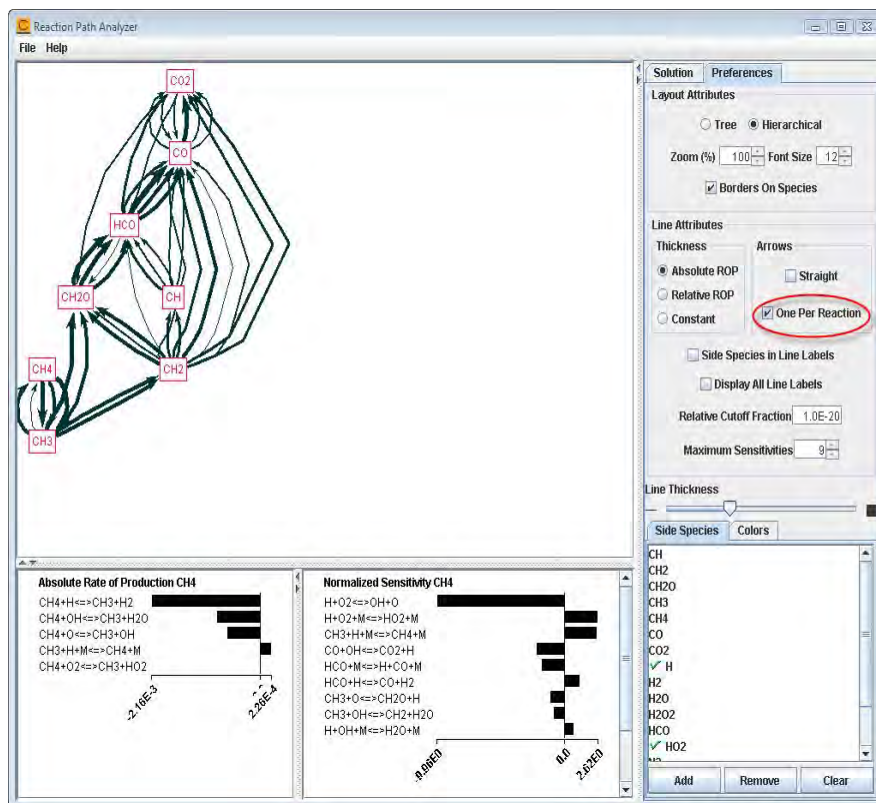 Reaction Path Analyzer
File Help
CO2
CO
HCO
CH2O
CH
CH4
CH2
CH3
Solution Preferences
Layout Attributes
Tree Hierarchical
Zoom (%) 100 Font Size 12
Borders On Species
Line Attributes
Thickness Arrows
Absolute ROP
Straight
Relative ROP
One Per Reaction
Constant
Side Species in Line Labels
Display All Line Labels
Relative Cutoff Fraction 1.0E-20
Maximum Sensitivities 9
Line Thickness
Side Species Colors
CH
CH2
CH2O
CH3
CH4
CO
CO2
H
H2
H2O
H2O2
HCO
HO2
Add Remove Clear
Absolute Rate of Production CH4
CH4+H<=>CH3+H2
CH4+OH<=>CH3+H2O
CH4+O<=>CH3+OH
CH3+H+M<=>CH4+M
CH4+O2<=>CH3+HO2
-2.16E-3
2.26E-4
Normalized Sensitivity CH4
H+O2<=>OH+O
H+O2+M<=>HO2+M
CH3+H+M<=>CH4+M
CO+OH<=>CO2+H
HCO+M<=>H+CO+M
HCO+H<=>CO+H2
CH3+O<=>CH2O+H
CH3+OH<=>CH2+H2O
H+OH+M<=>H2O+M
0.0
2.62E0